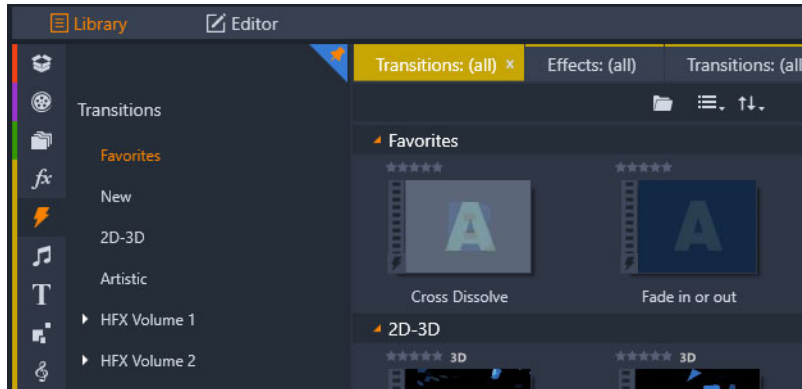 Library
Editor
Transitions
Favorites
New
2D-3D
Artistic
HFX Volume 1
HFX Volume 2
Transitions: (all) ×
Effects: (all)
Transitions: (all
Favorites
A
A
Cross Dissolve
Fade in or out
2D-3D
3D
3D
fx
T